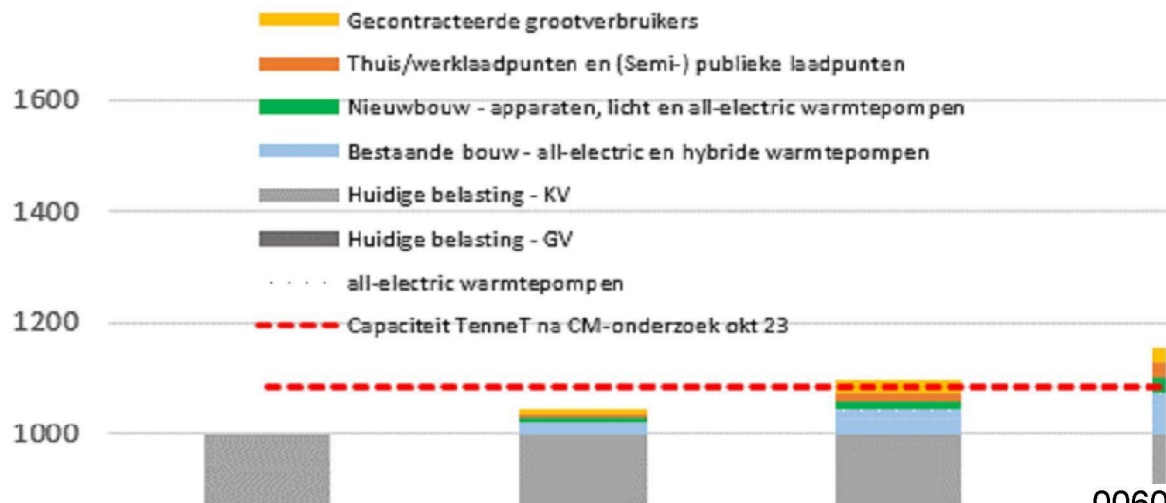 Gecontracteerde grootverbruikers
Thuis/werklaadpunten en (Semi-) publieke laadpunten
1600
Nieuwbouw - apparaten, licht en all-electric warmtepompen
Bestaande bouw - all-electric en hybride warmtepompen
Huidige belasting - KV
1400
Huidige belasting - GV
all-electric warmtepompen
1200
Capaciteit TenneT na CM-onderzoek okt 23
1000